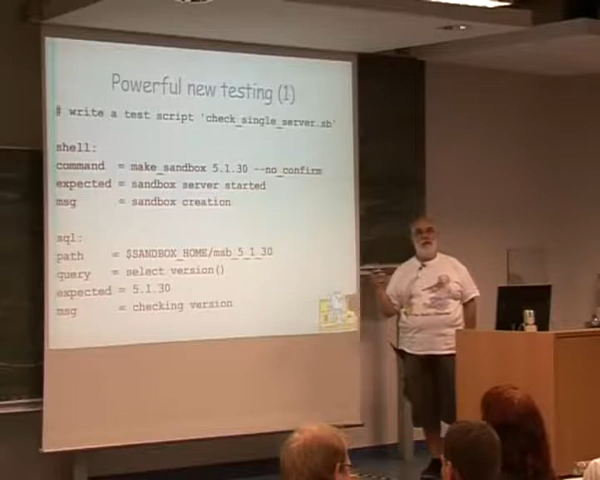 Powerful new testing (1)
# write a test script 'check_single_server.sb'
shell:
command = make_sandbox 5.1.30 --no_confirm
expected = sandbox server started
msg = sandbox creation
sql:
path = $SANDBOX_HOME/msb_5_1_30
query = select version()
expected = 5.1.30
msg = checking version